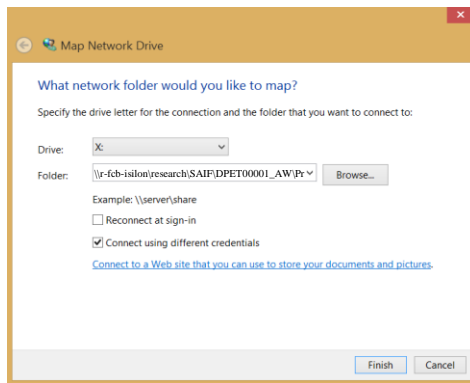 Map Network Drive
What network folder would you like to map?
Specify the drive letter for the connection and the folder that you want to connect to:
Drive: X:
Folder: \\r-fcb-isilon\research\SAIF\DPET00001_AW\Pr Browse...
Example: \\server\share
Reconnect at sign-in
Connect using different credentials
Connect to a Web site that you can use to store your documents and pictures.
Finish Cancel